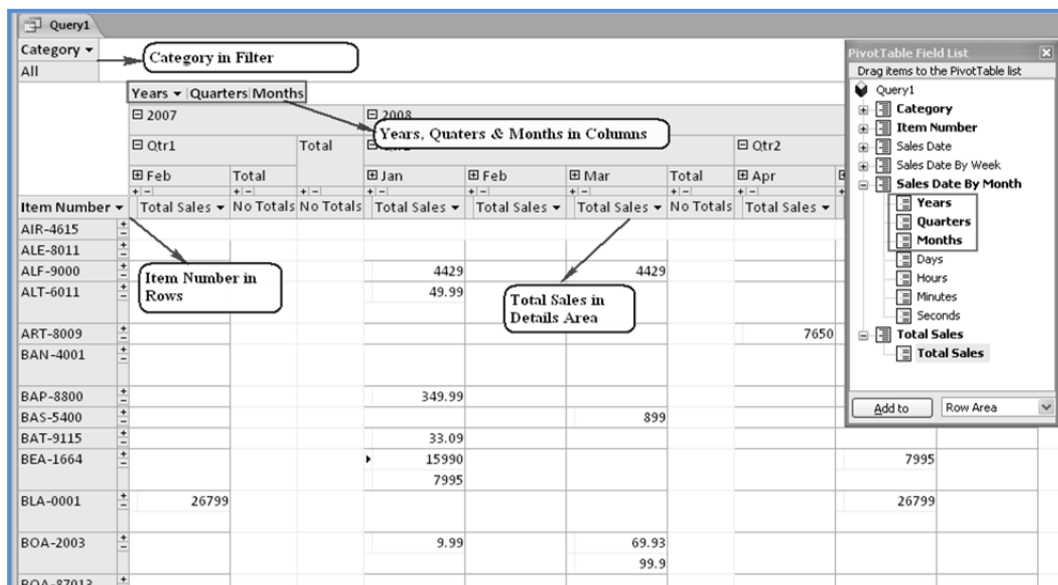 Query1
Category
All
Category in Filter
Years Quarters Months
2007 2008
Years, Quaters & Months in Columns
Qtr1 Total Qtr2
Feb Total Jan Feb Mar Total Apr
Item Number Total Sales No Totals No Totals Total Sales Total Sales Total Sales No Totals Total Sales
AIR-4615
ALE-8011
ALF-9000 4429 4429
Item Number in
Rows
ALT-6011 49.99
Total Sales in
Details Area
ART-8009 7650
BAN-4001
BAP-8800 349.99
BAS-5400 899
BAT-9115 33.09
BEA-1664 15990 7995
7995
BLA-0001 26799 26799
BOA-2003 9.99 69.93
99.9
BOA-87013
PivotTable Field List
Drag items to the PivotTable list
Query1
Category
Item Number
Sales Date
Sales Date By Week
Sales Date By Month
Years
Quarters
Months
Days
Hours
Minutes
Seconds
Total Sales
Total Sales
Add to Row Area